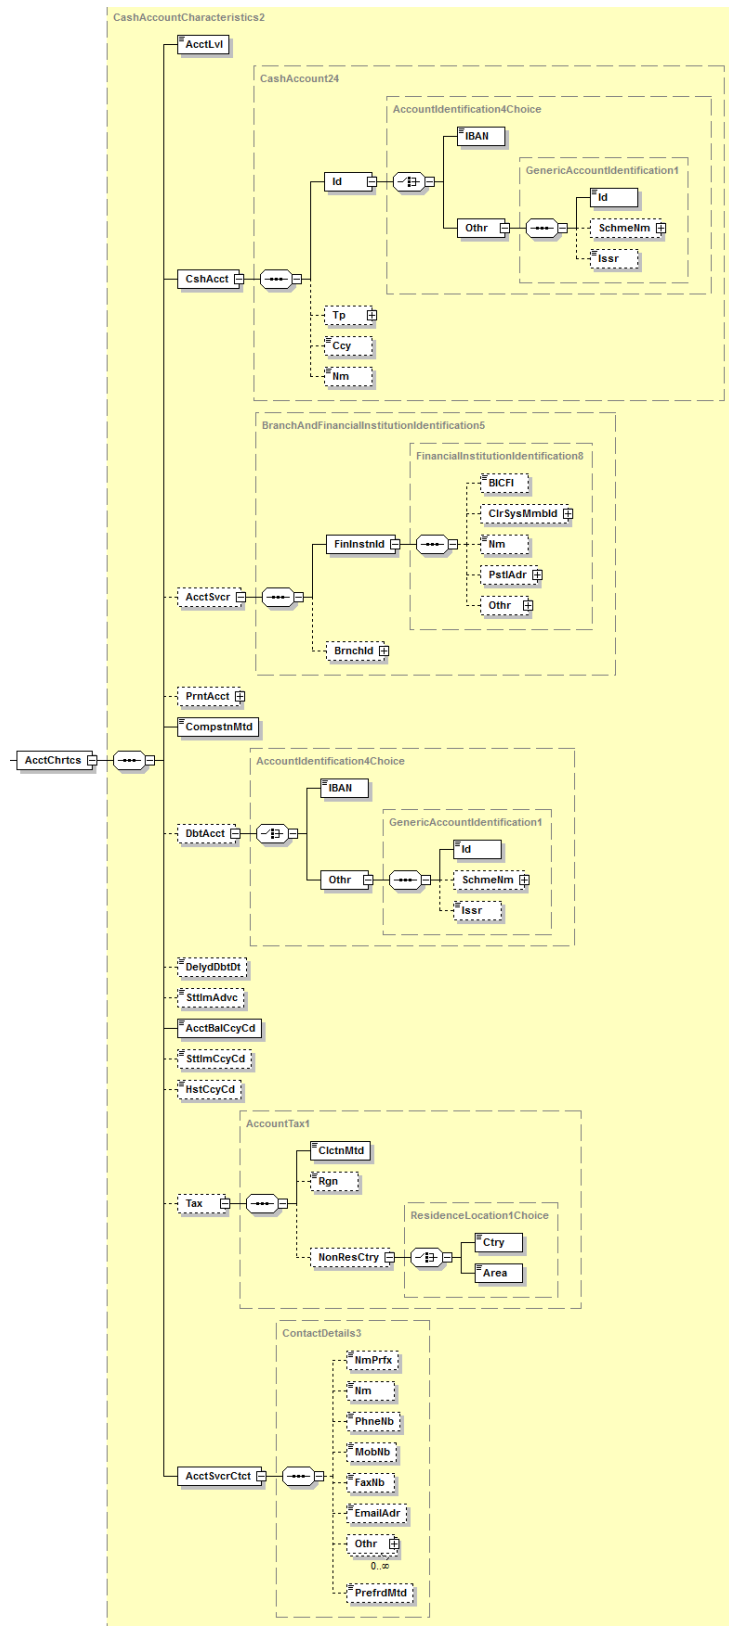 CashAccountCharacteristics2
AcctLvl
CashAccount24
AccountIdentification4Choice
IBAN
GenericAccountIdentification1
Id
Id
Othr
SchmeNm
Issr
CshAcct
Tp
Ccy
Nm
BranchAndFinancialInstitutionIdentification5
FinancialInstitutionIdentification8
BICFI
ClrSysMmbId
FinInstnId
Nm
PstlAdr
AcctSvcr
Othr
BrnchId
PrntAcct
CompstnMtd
AcctChrtcs
AccountIdentification4Choice
IBAN
GenericAccountIdentification1
DbtAcct
Id
Othr
SchmeNm
Issr
DelydDbtDt
SttlmAdvc
AcctBalCcyCd
SttlmCcyCd
HstCcyCd
AccountTax1
ClctnMtd
Rgn
Tax
ResidenceLocation1Choice
Ctry
NonResCtry
Area
ContactDetails3
NmPrfx
Nm
PhneNb
MobNb
AcctSvcrCtct
FaxNb
EmailAdr
Othr
0..∞
PrefrdMtd